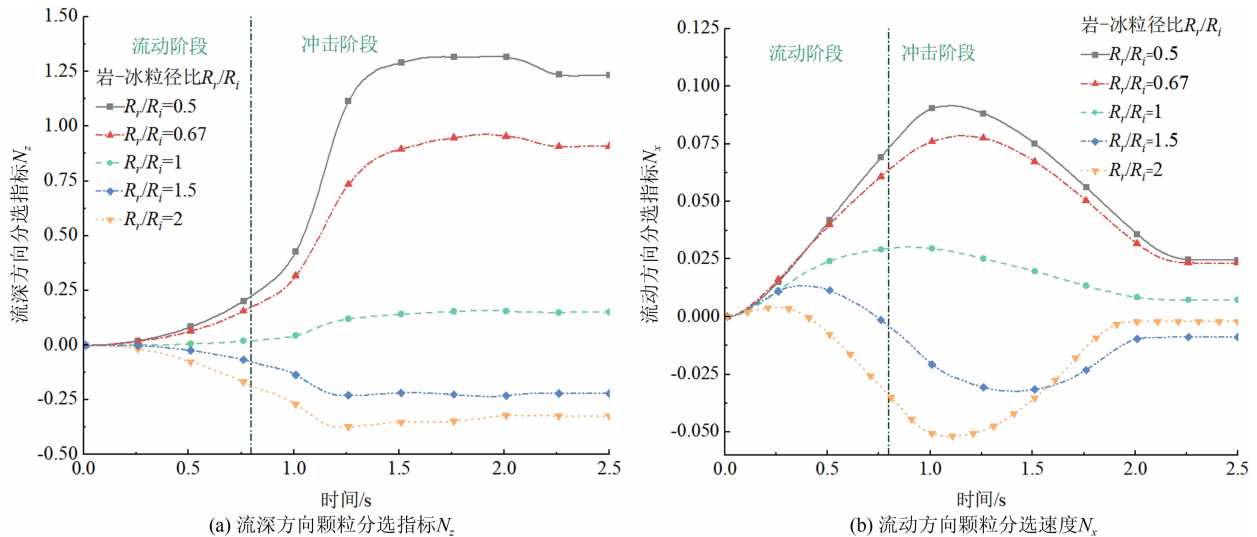 流动阶段
冲击阶段
岩-冰粒径比Rr/Ri
Rr/Ri=0.5
Rr/Ri=0.67
Rr/Ri=1
Rr/Ri=1.5
Rr/Ri=2
流深方向分选指标Nz
1.50
1.25
1.00
0.75
0.50
0.25
0.00
-0.25
-0.50
0.0
0.5
1.0
1.5
2.0
2.5
时间/s
(a) 流深方向颗粒分选指标Nz
流动阶段
冲击阶段
岩-冰粒径比Rr/Ri
Rr/Ri=0.5
Rr/Ri=0.67
Rr/Ri=1
Rr/Ri=1.5
Rr/Ri=2
流动方向分选指标Nx
0.125
0.100
0.075
0.050
0.025
0.000
-0.025
-0.050
0.0
0.5
1.0
1.5
2.0
2.5
时间/s
(b) 流动方向颗粒分选速度Nx